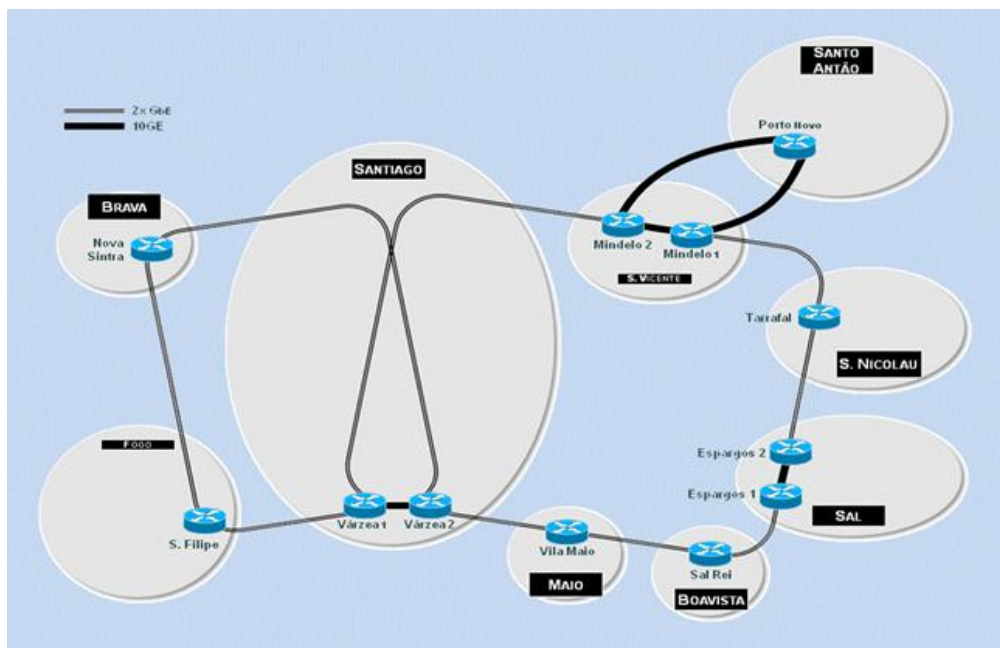 SANTO
ANTÃO
2x GbE
10GE
Porto Novo
SANTIAGO
BRAVA
Nova
Sintra
Mindelo 2
Mindelo 1
S. VICENTE
Tarrafal
S. NICOLAU
FOGO
Espargos 2
Espargos 1
SAL
S. Filipe
Várzea 1
Várzea 2
Vila Maio
MAIO
Sal Rei
BOAVISTA